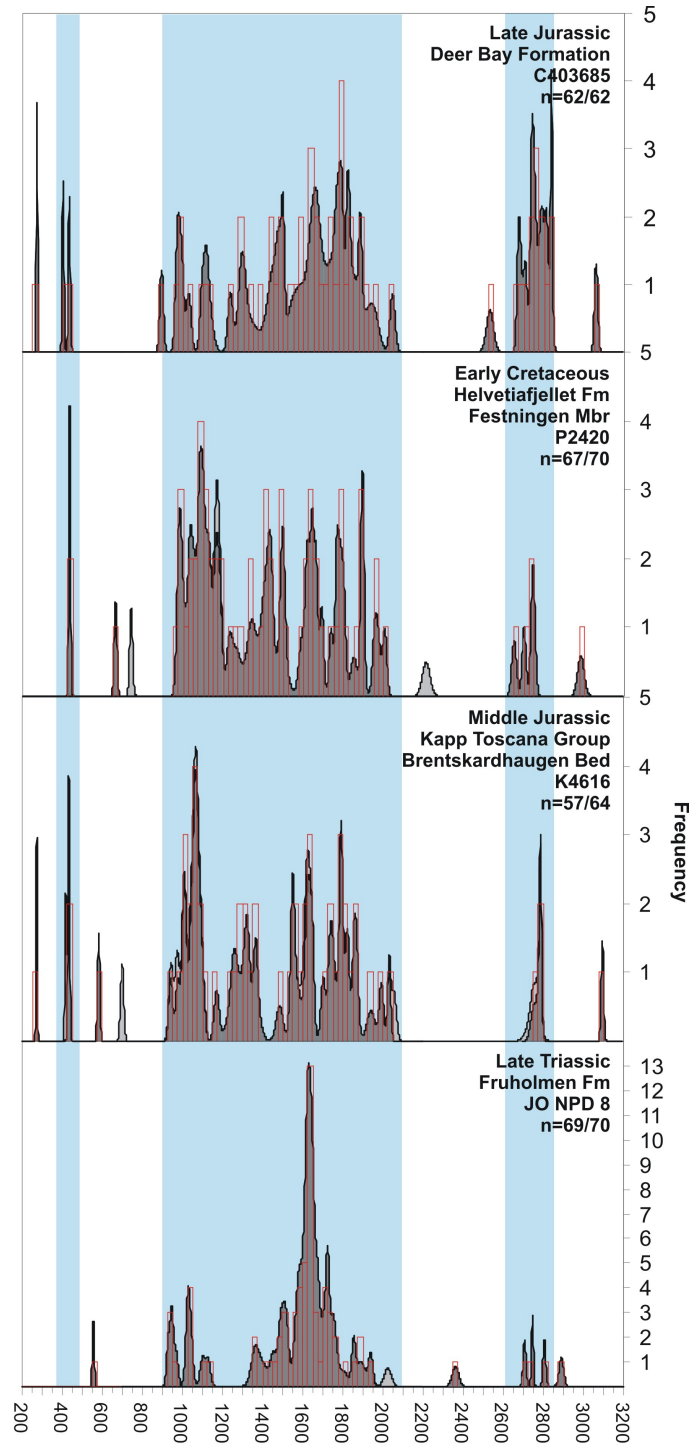 5
Late Jurassic
Deer Bay Formation
C403685
n=62/62
4
3
2
1
5
Early Cretaceous
Helvetiafjellet Fm
Festningen Mbr
P2420
n=67/70
4
3
2
1
5
Middle Jurassic
Kapp Toscana Group
Brentskardhaugen Bed
K4616
n=57/64
4
3
2
1
Frequency
Late Triassic
Fruholmen Fm
JO NPD 8
n=69/70
13
12
11
10
9
8
7
6
5
4
3
2
1
200 400 600 800 1000 1200 1400 1600 1800 2000 2200 2400 2600 2800 3000 3200